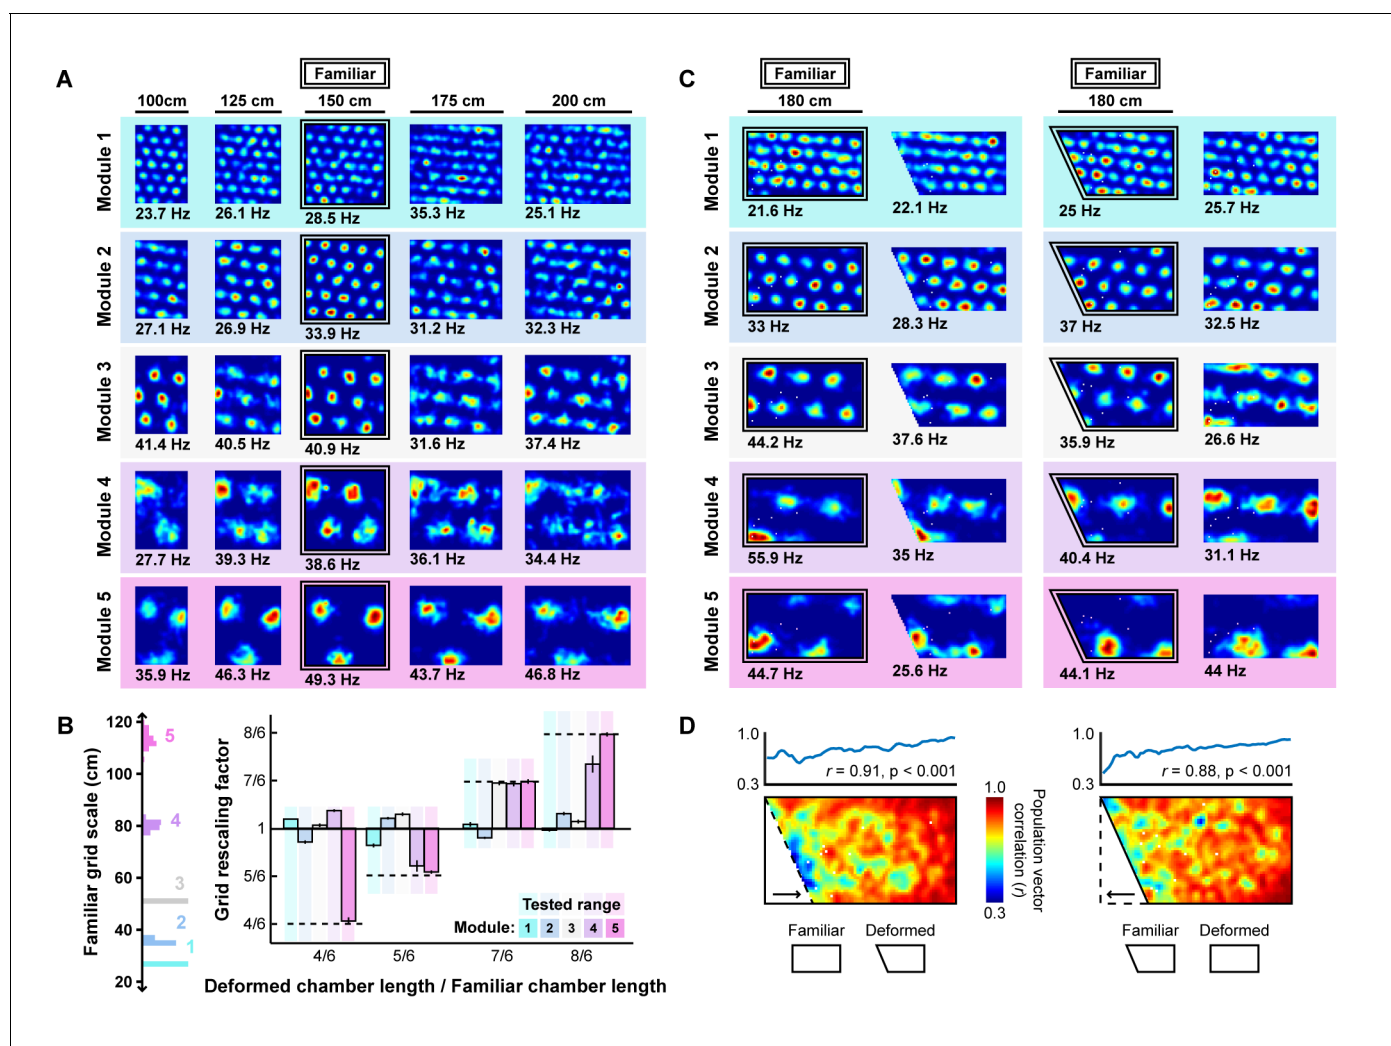 A
Familiar
100cm 125 cm 150 cm 175 cm 200 cm
Module 1
23.7 Hz 26.1 Hz 28.5 Hz 35.3 Hz 25.1 Hz
Module 2
27.1 Hz 26.9 Hz 33.9 Hz 31.2 Hz 32.3 Hz
Module 3
41.4 Hz 40.5 Hz 40.9 Hz 31.6 Hz 37.4 Hz
Module 4
27.7 Hz 39.3 Hz 38.6 Hz 36.1 Hz 34.4 Hz
Module 5
35.9 Hz 46.3 Hz 49.3 Hz 43.7 Hz 46.8 Hz
C
Familiar Familiar
180 cm 180 cm
Module 1
21.6 Hz 22.1 Hz 25 Hz 25.7 Hz
Module 2
33 Hz 28.3 Hz 37 Hz 32.5 Hz
Module 3
44.2 Hz 37.6 Hz 35.9 Hz 26.6 Hz
Module 4
55.9 Hz 35 Hz 40.4 Hz 31.1 Hz
Module 5
44.7 Hz 25.6 Hz 44.1 Hz 44 Hz
B
Familiar grid scale (cm)
120
100
80
60
40
20
5
4
3
2
1
Grid rescaling factor
8/6
7/6
1
5/6
4/6
Tested range
Module: 1 2 3 4 5
4/6 5/6 7/6 8/6
Deformed chamber length / Familiar chamber length
D
1.0
0.3
r = 0.91, p < 0.001
1.0
0.3
Population vector
correlation (r)
1.0
0.3
r = 0.88, p < 0.001
Familiar Deformed
Familiar Deformed